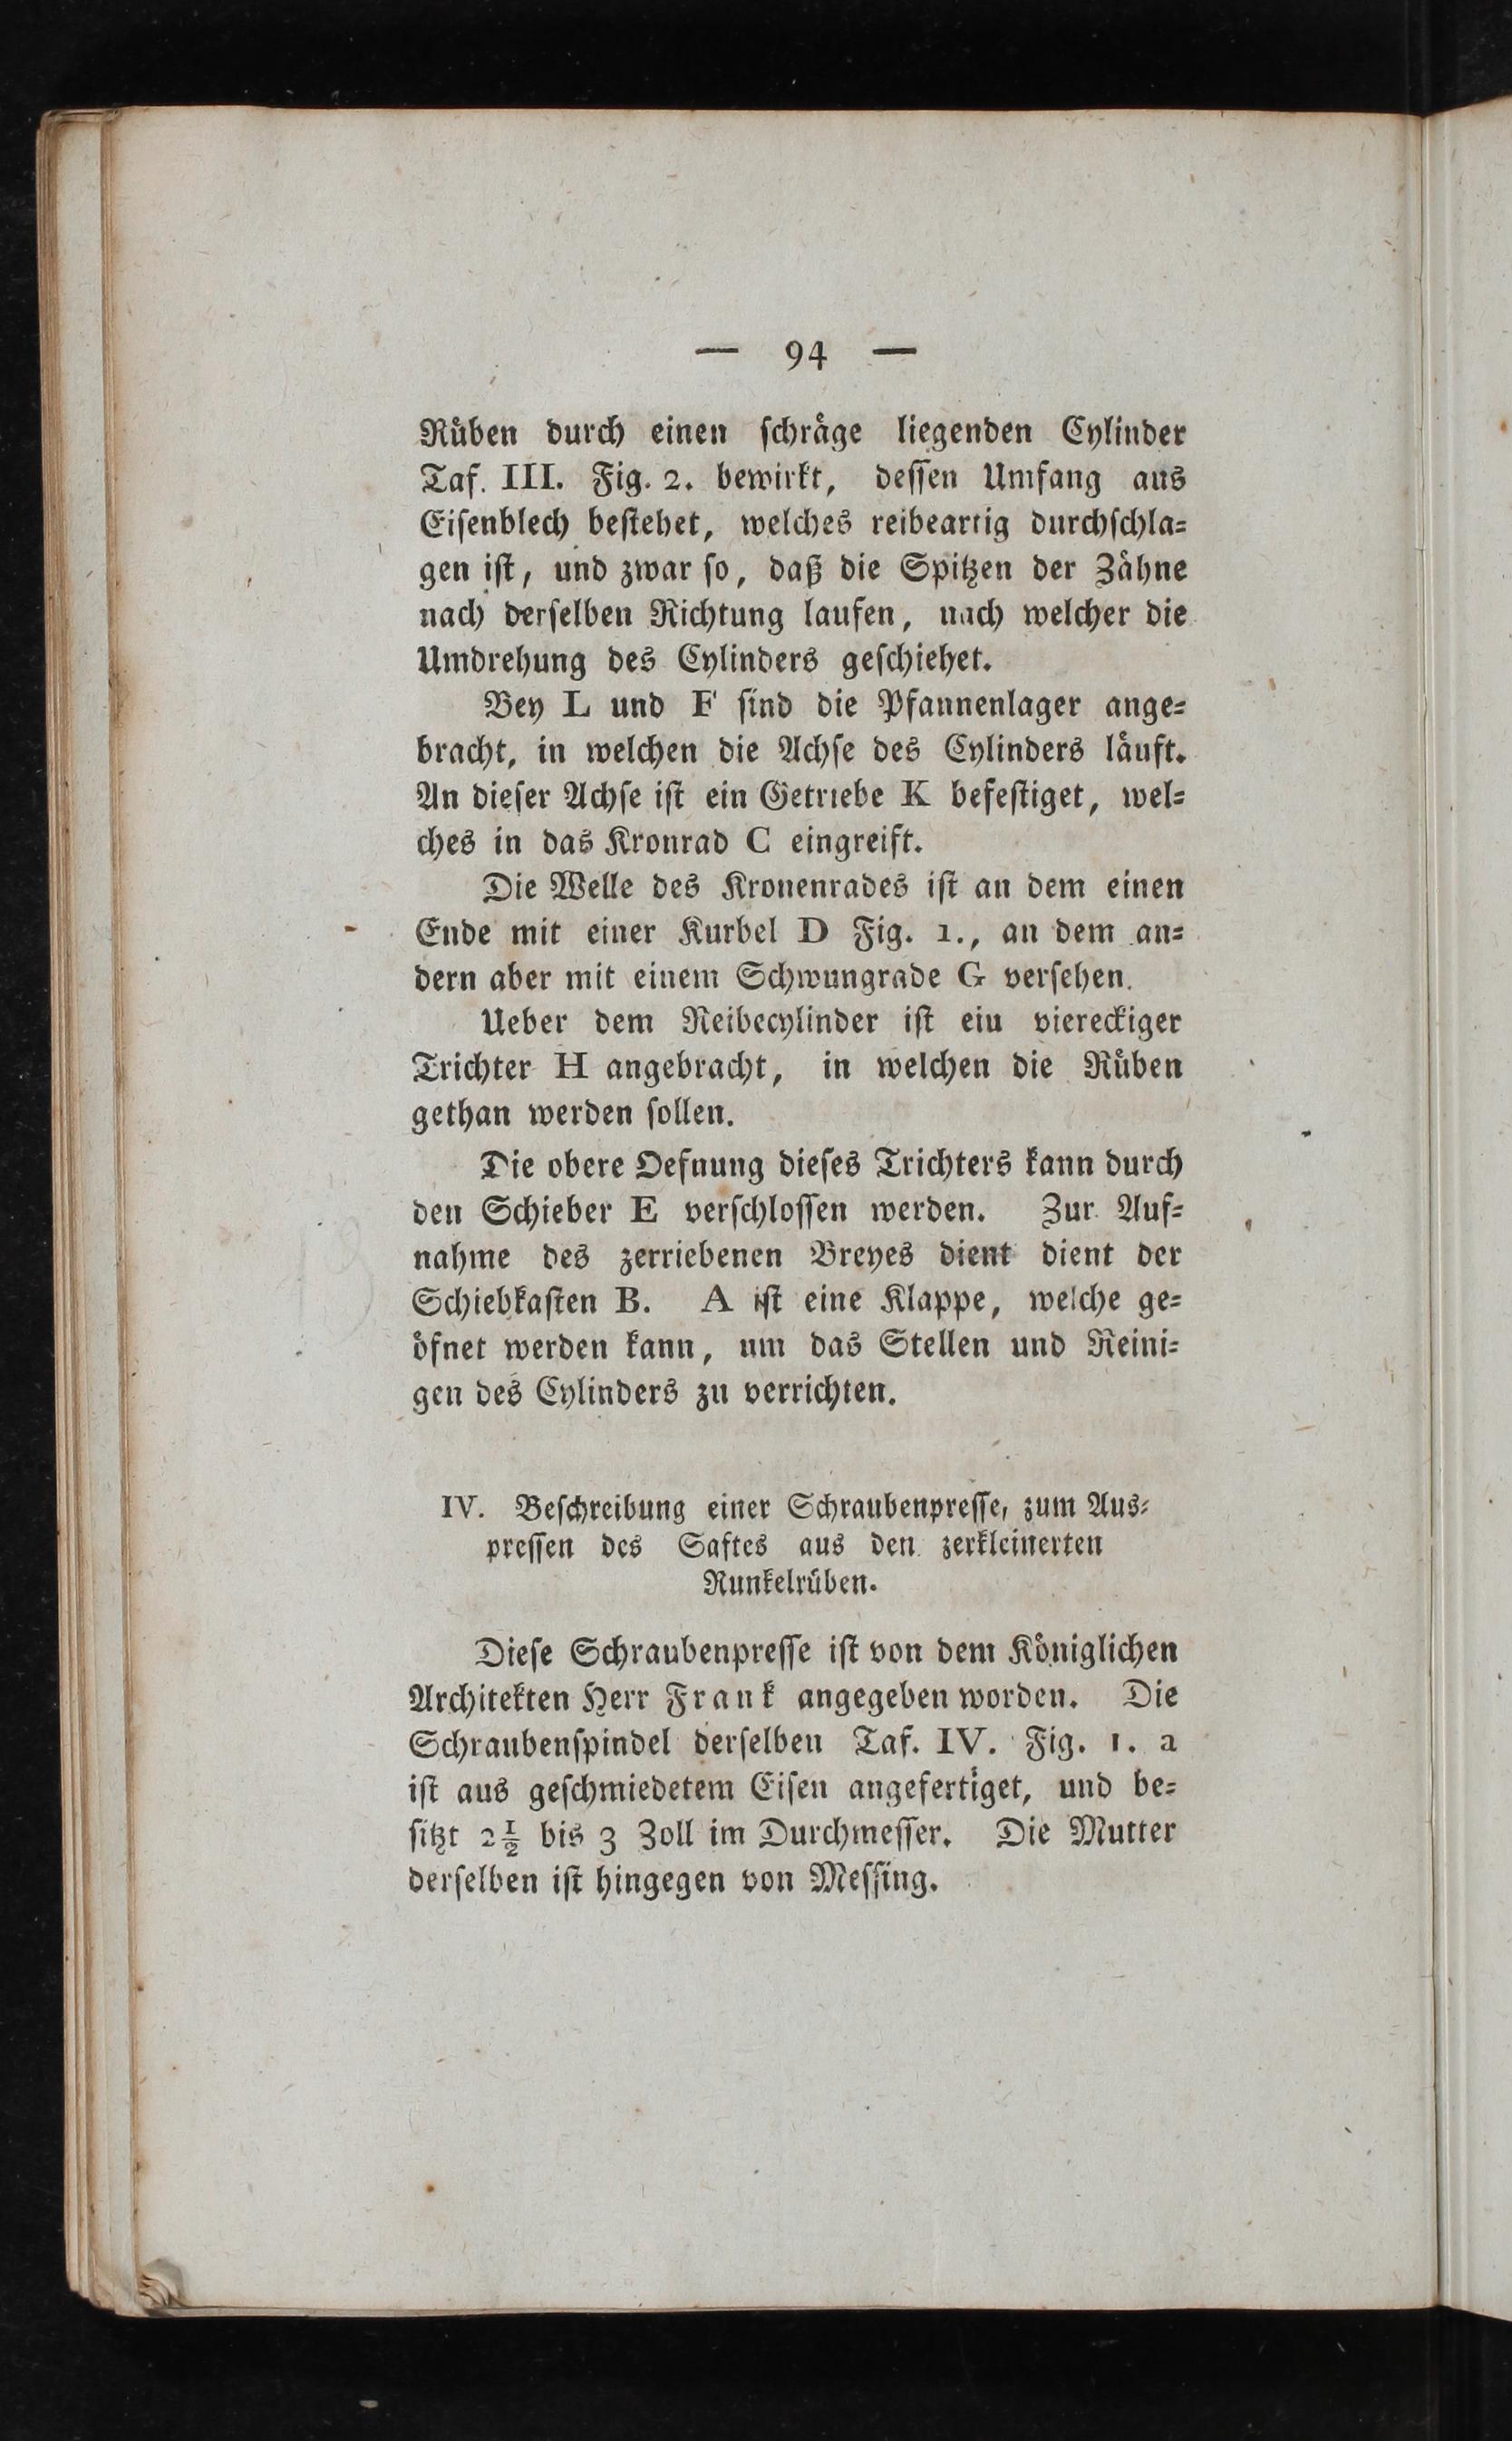 — 94 —
Rüben durch einen ſchräge liegenden Cylinder
Taf. III. Fig. 2. bewirkt, deſſen Umfang aus
Eiſenblech beſtehet, welches reibeartig durchſchla⸗
gen iſt, und zwar ſo, daß die Spitzen der Zähne
nach derſelben Richtung laufen, nach welcher die
Umdrehung des Cylinders geſchiehet.
Bey L und F ſind die Pfannenlager ange⸗
bracht, in welchen die Achſe des Cylinders läuft.
An dieſer Achſe iſt ein Getriebe K befeſtiget, wel⸗
ches in das Kronrad C eingreift.
Die Welle des Kronenrades iſt an dem einen
Ende mit einer Kurbel D Fig. 1., an dem an⸗
dern aber mit einem Schwungrade G verſehen.
Ueber dem Reibecylinder iſt eiu viereckiger
Trichter H angebracht, in welchen die Rüben
gethan werden ſollen.
Die obere Oefnung dieſes Trichters kann durch
den Schieber E verſchloſſen werden. Zur Auf⸗
nahme des zerriebenen Breyes dient dient der
Schiebkaſten B. A iſt eine Klappe, welche ge⸗
öfnet werden kann, um das Stellen und Reini⸗
gen des Cylinders zu verrichten.
IV. Beſchreibung einer Schraubenpreſſe, zum Aus⸗
preſſen des Saftes aus den zerkleinerten
Runkelrüben.
Dieſe Schraubenpreſſe iſt von dem Königlichen
Architekten Herr Frank angegeben worden. Die
Schraubenſpindel derſelben Taf. IV. Fig. 1. a
iſt aus geſchmiedetem Eiſen angefertiget, und be⸗
ſitzt 2½ bis 3 Zoll im Durchmeſſer. Die Mutter
derſelben iſt hingegen von Meſſing.